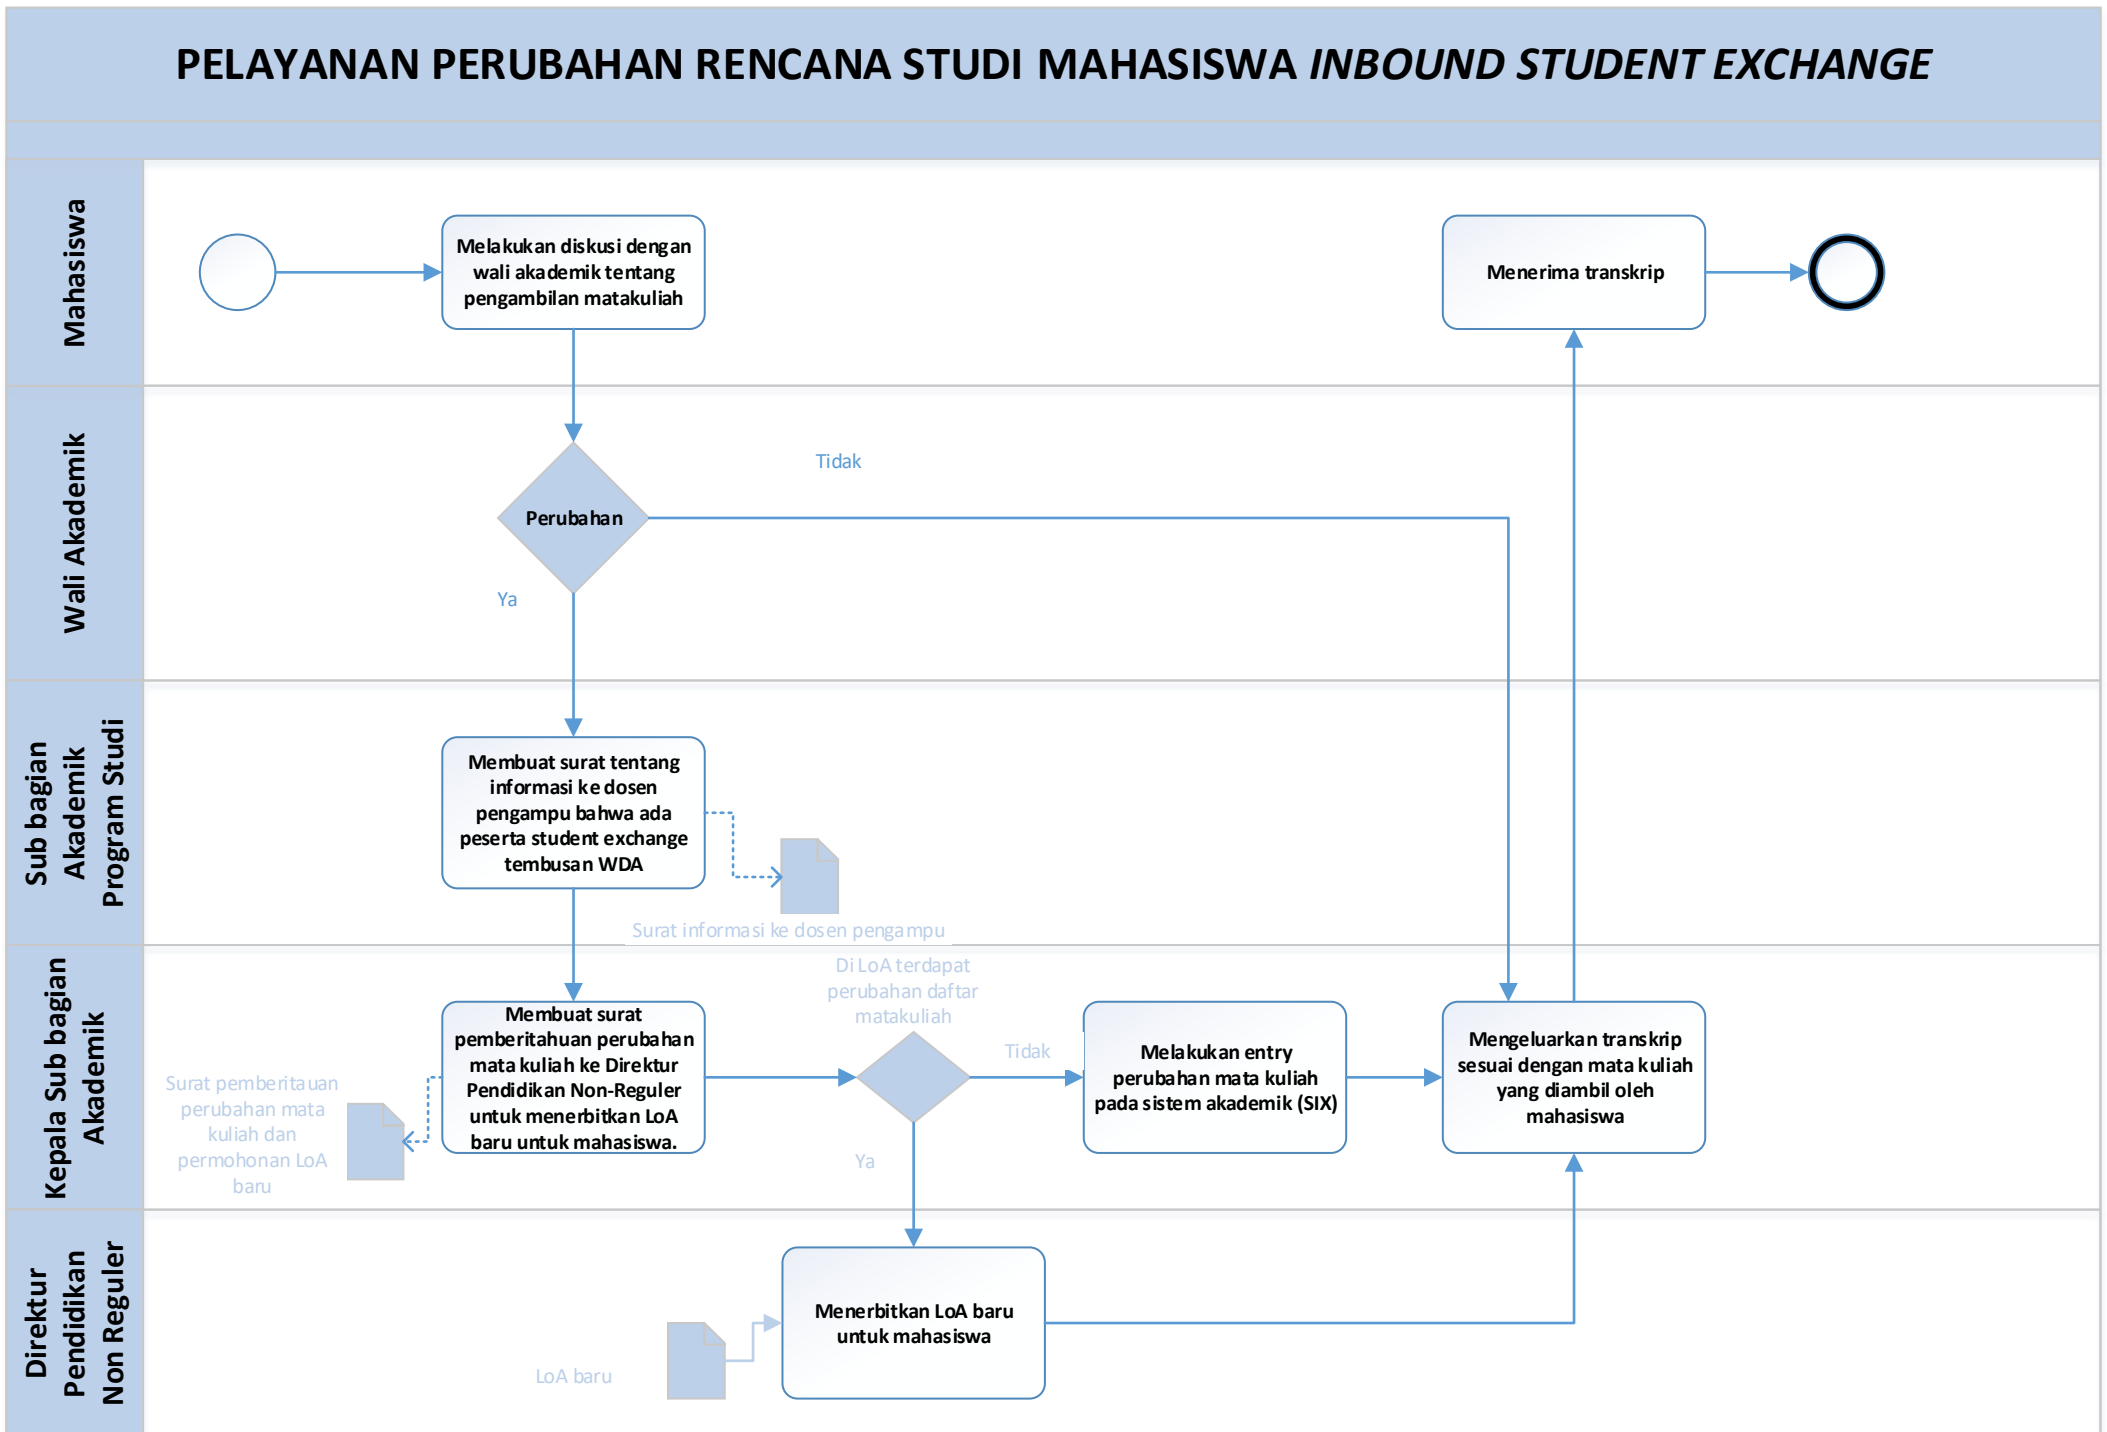 PELAYANAN PERUBAHAN RENCANA STUDI MAHASISWA INBOUND STUDENT EXCHANGE
Mahasiswa
Melakukan diskusi dengan
wali akademik tentang
pengambilan matakuliah
Menerima transkrip
Wali Akademik
Tidak
Perubahan
Ya
Sub bagian
Akademik
Program Studi
Membuat surat tentang
informasi ke dosen
pengampu bahwa ada
peserta student exchange
tembusan WDA
Surat informasi ke dosen pengampu
Kepala Sub bagian
Akademik
Surat pemberitauan
perubahan mata
kuliah dan
permohonan LoA
baru
Membuat surat
pemberitahuan perubahan
mata kuliah ke Direktur
Pendidikan Non-Reguler
untuk menerbitkan LoA
baru untuk mahasiswa.
Di LoA terdapat
perubahan daftar
matakuliah
Tidak
Ya
Melakukan entry
perubahan mata kuliah
pada sistem akademik (SIX)
Mengeluarkan transkrip
sesuai dengan mata kuliah
yang diambil oleh
mahasiswa
Direktur
Pendidikan
Non Reguler
LoA baru
Menerbitkan LoA baru
untuk mahasiswa